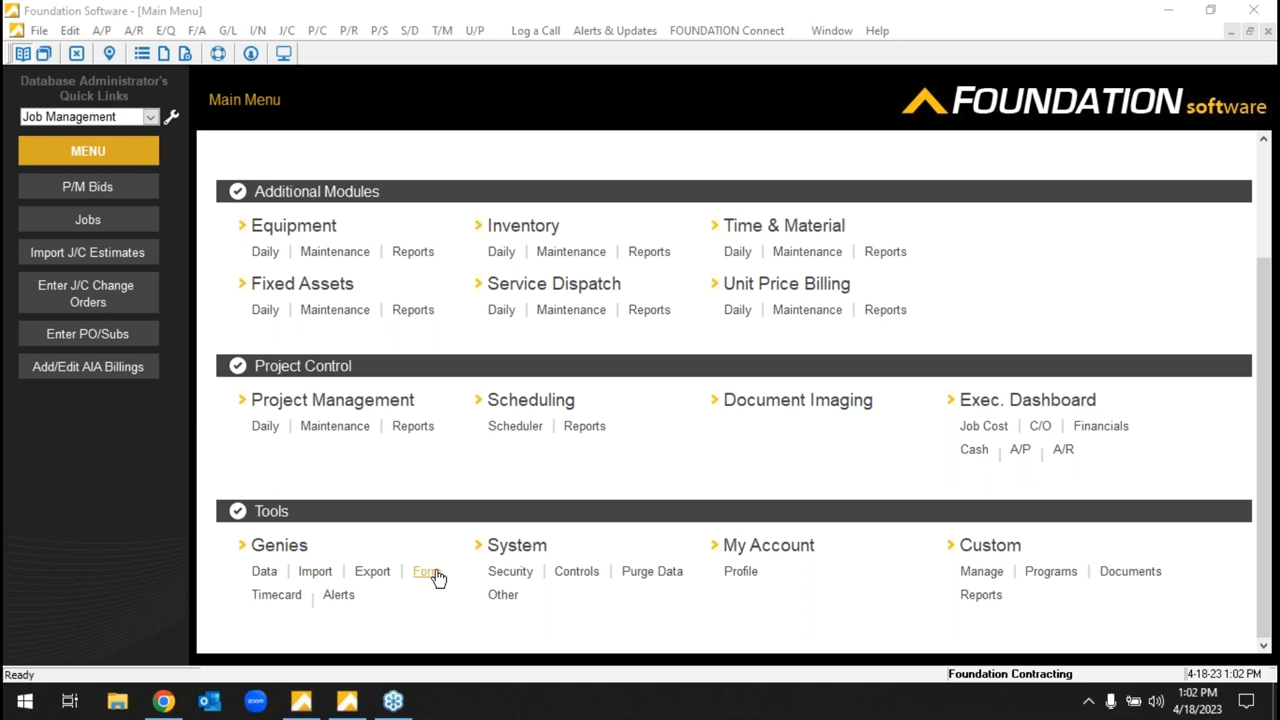 Foundation Software - [Main Menu]
File Edit A/P A/R E/Q F/A G/L I/N J/C P/C P/R P/S S/D T/M U/P Log a Call Alerts & Updates FOUNDATION Connect Window Help
Database Administrator's
Quick Links
Job Management
MENU
P/M Bids
Jobs
Import J/C Estimates
Enter J/C Change
Orders
Enter PO/Subs
Add/Edit AIA Billings
Main Menu
FOUNDATION software
Additional Modules
Equipment Inventory Time & Material
Daily Maintenance Reports Daily Maintenance Reports Daily Maintenance Reports
Fixed Assets Service Dispatch Unit Price Billing
Daily Maintenance Reports Daily Maintenance Reports Daily Maintenance Reports
Project Control
Project Management Scheduling Document Imaging Exec. Dashboard
Daily Maintenance Reports Scheduler Reports Job Cost C/O Financials
Cash A/P A/R
Tools
Genies System My Account Custom
Data Import Export Security Controls Purge Data Profile Manage Programs Documents
Timecard Alerts Other Reports
Ready Foundation Contracting 4-18-23 1:02 PM
zoom
1:02 PM
4/18/2023